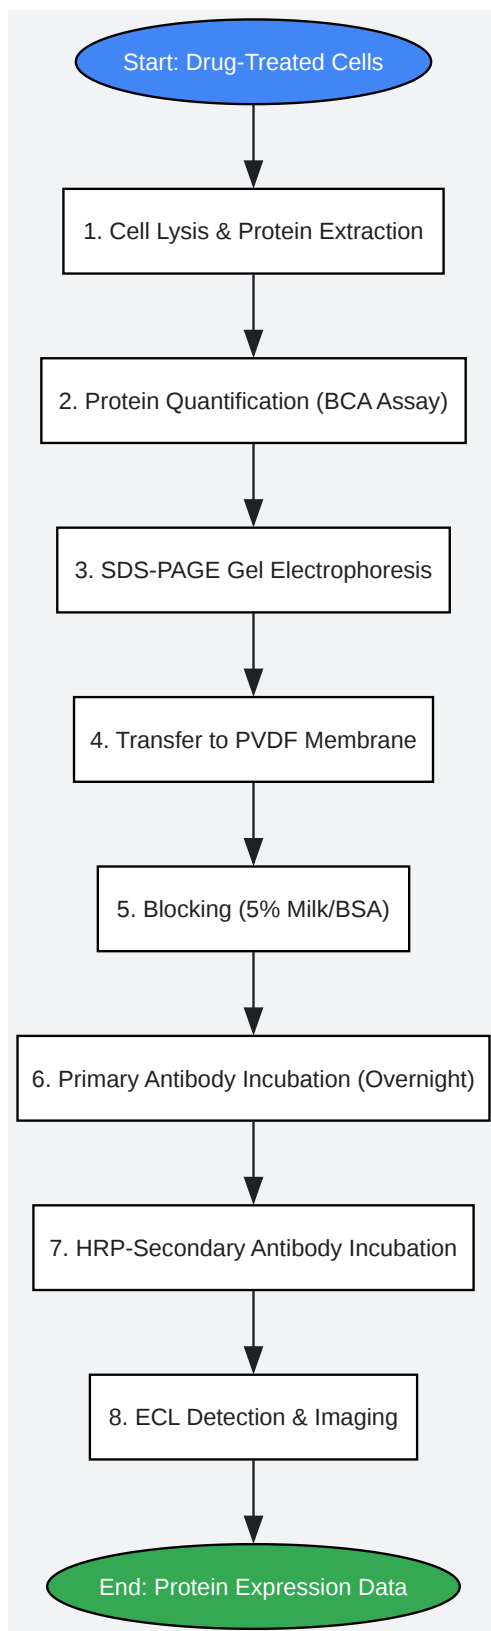 Start: Drug-Treated Cells
1. Cell Lysis & Protein Extraction
2. Protein Quantification (BCA Assay)
3. SDS-PAGE Gel Electrophoresis
4. Transfer to PVDF Membrane
5. Blocking (5% Milk/BSA)
6. Primary Antibody Incubation (Overnight)
7. HRP-Secondary Antibody Incubation
8. ECL Detection & Imaging
End: Protein Expression Data